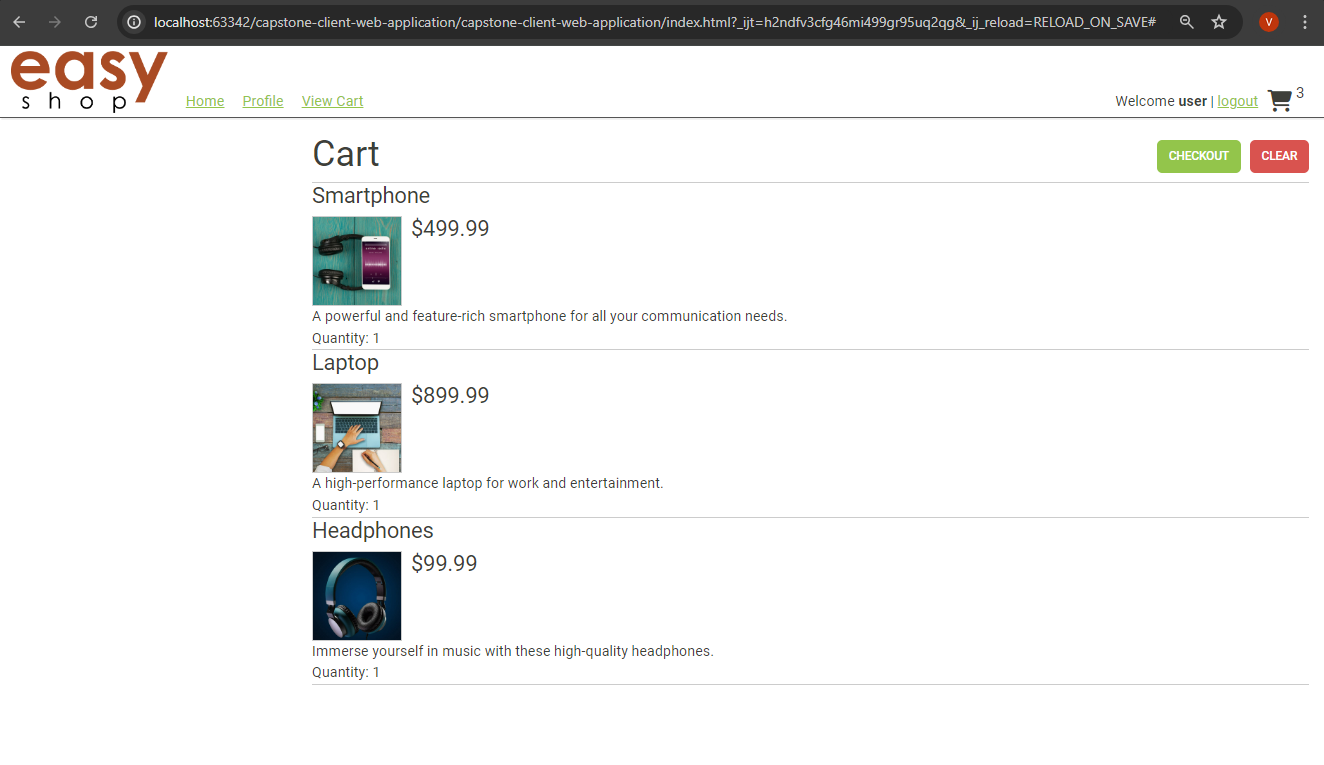 localhost:63342/capstone-client-web-application/capstone-client-web-application/index.html?_ijt=h2ndfv3cfg46mi499gr95uq2qg&_ij_reload=RELOAD_ON_SAVE#
V
easy
shop
Home Profile View Cart
Welcome user | logout 3
Cart
CHECKOUT CLEAR
Smartphone
$499.99
A powerful and feature-rich smartphone for all your communication needs.
Quantity: 1
Laptop
$899.99
A high-performance laptop for work and entertainment.
Quantity: 1
Headphones
$99.99
Immerse yourself in music with these high-quality headphones.
Quantity: 1